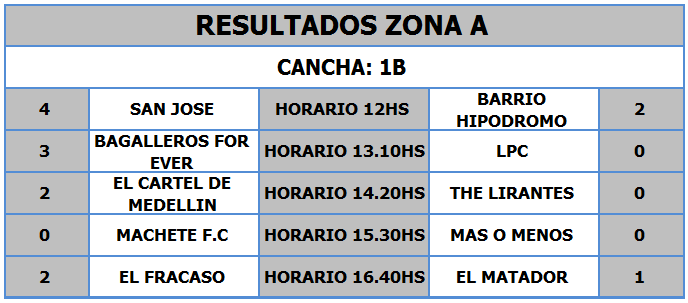 RESULTADOS ZONA A
CANCHA: 1B
4 SAN JOSE HORARIO 12HS BARRIO HIPODROMO 2
3 BAGALLEROS FOR EVER HORARIO 13.10HS LPC 0
2 EL CARTEL DE MEDELLIN HORARIO 14.20HS THE LIRANTES 0
0 MACHETE F.C HORARIO 15.30HS MAS O MENOS 0
2 EL FRACASO HORARIO 16.40HS EL MATADOR 1